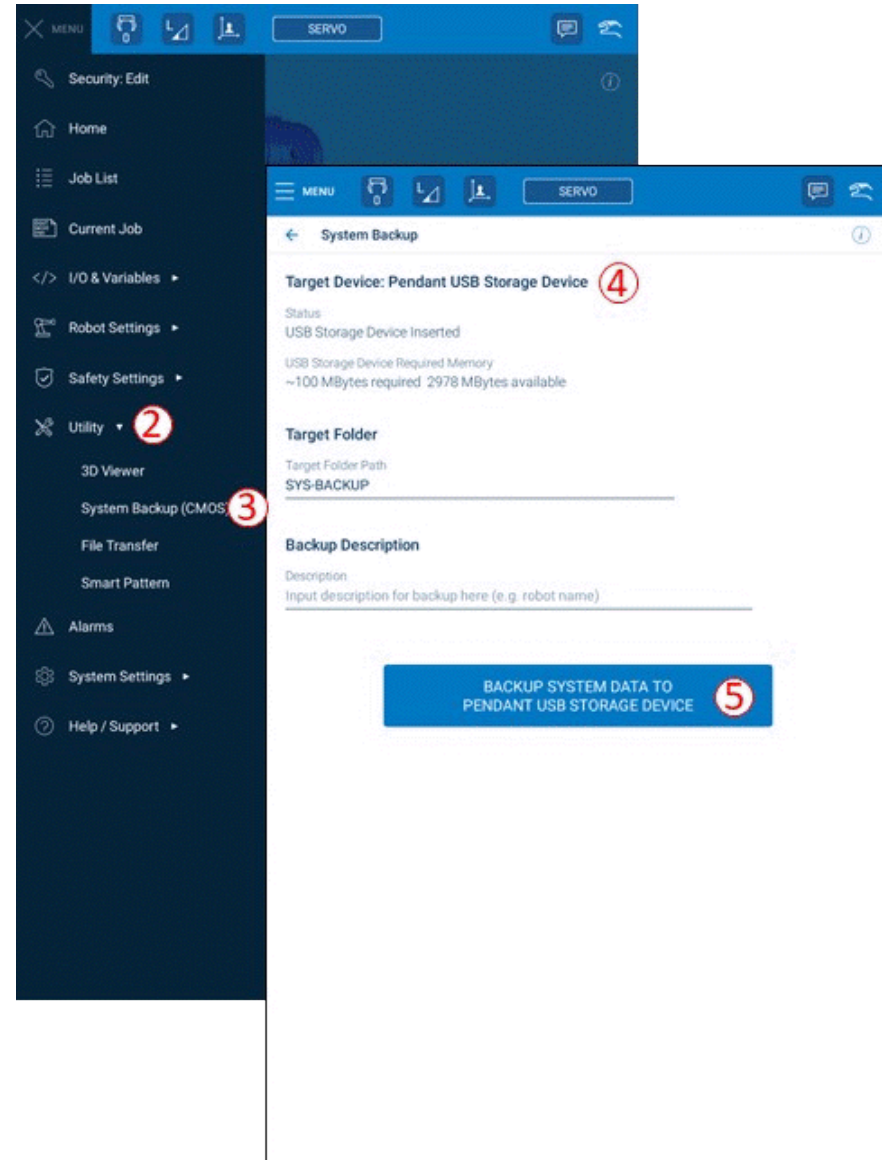 MENU
0
L
SERVO
Security: Edit
Home
Job List
Current Job
</> I/O & Variables
Robot Settings
Safety Settings
Utility ②
3D Viewer
System Backup (CMOS) ③
File Transfer
Smart Pattern
Alarms
System Settings
Help / Support
MENU
0
L
SERVO
System Backup
Target Device: Pendant USB Storage Device ④
Status
USB Storage Device Inserted
USB Storage Device Required Memory
~100 MBytes required 2978 MBytes available
Target Folder
Target Folder Path
SYS-BACKUP
Backup Description
Description
Input description for backup here (e.g. robot name)
BACKUP SYSTEM DATA TO
PENDANT USB STORAGE DEVICE ⑤